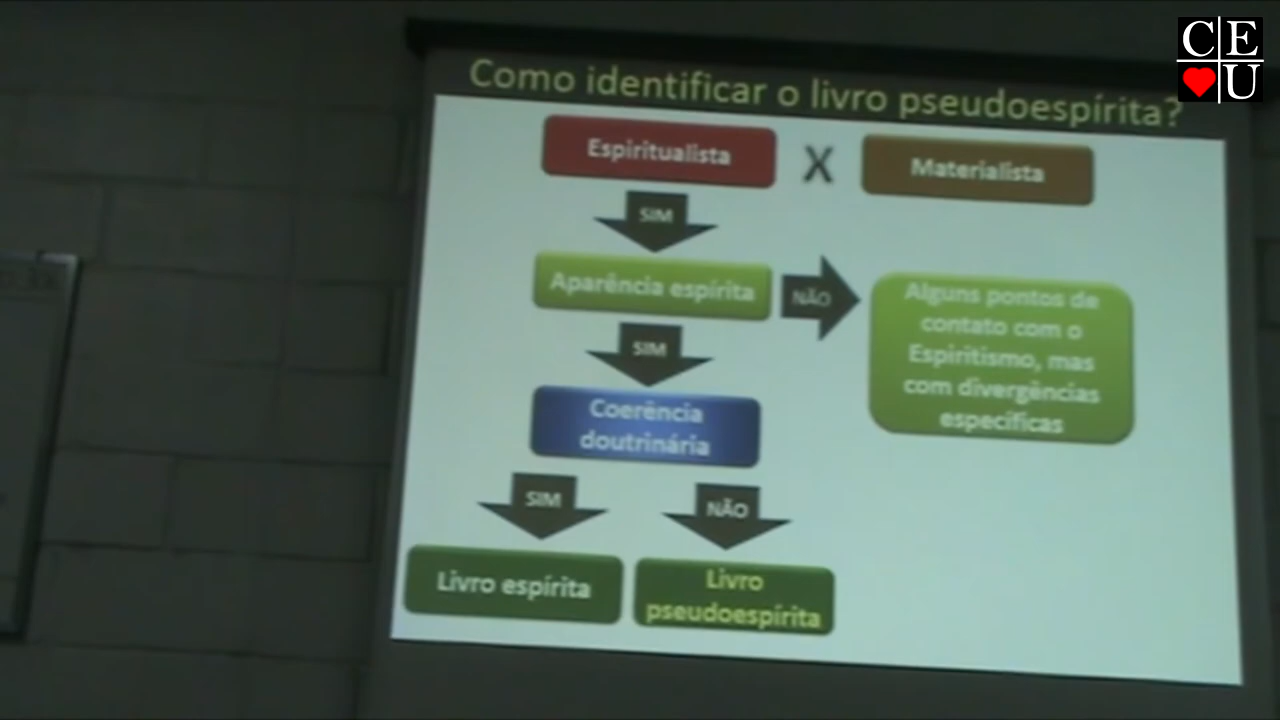 CE
U
Como identificar o livro pseudoespírita?
Espiritualista
X
Materialista
SIM
Aparência espírita
NÃO
Alguns pontos de
contato com o
Espiritismo, mas
com divergências
específicas
SIM
Coerência
doutrinária
SIM
NÃO
Livro espírita
Livro
pseudoespírita